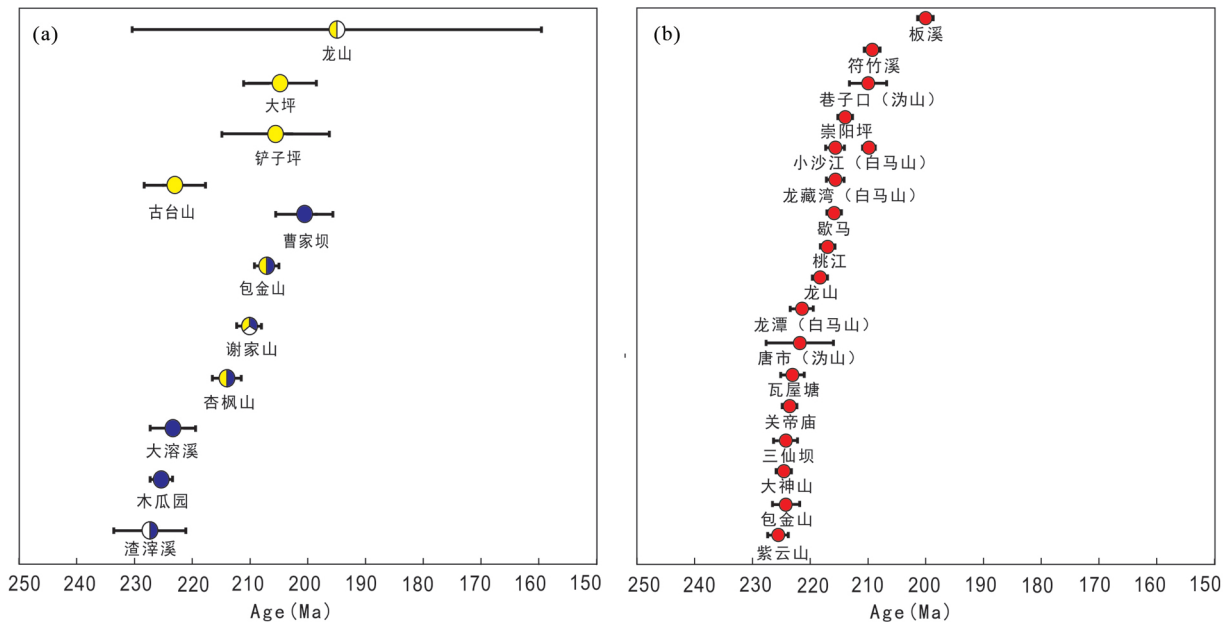 (a)
龙山
大坪
铲子坪
古台山
曹家坝
包金山
谢家山
杏枫山
大溶溪
木瓜园
渣滓溪
250 240 230 220 210 200 190 180 170 160 150
Age(Ma)
(b)
板溪
符竹溪
巷子口（沩山）
崇阳坪
小沙江（白马山）
龙藏湾（白马山）
歇马
桃江
龙山
龙潭（白马山）
唐市（沩山）
瓦屋塘
关帝庙
三仙坝
大神山
包金山
紫云山
250 240 230 220 210 200 190 180 170 160 150
Age(Ma)